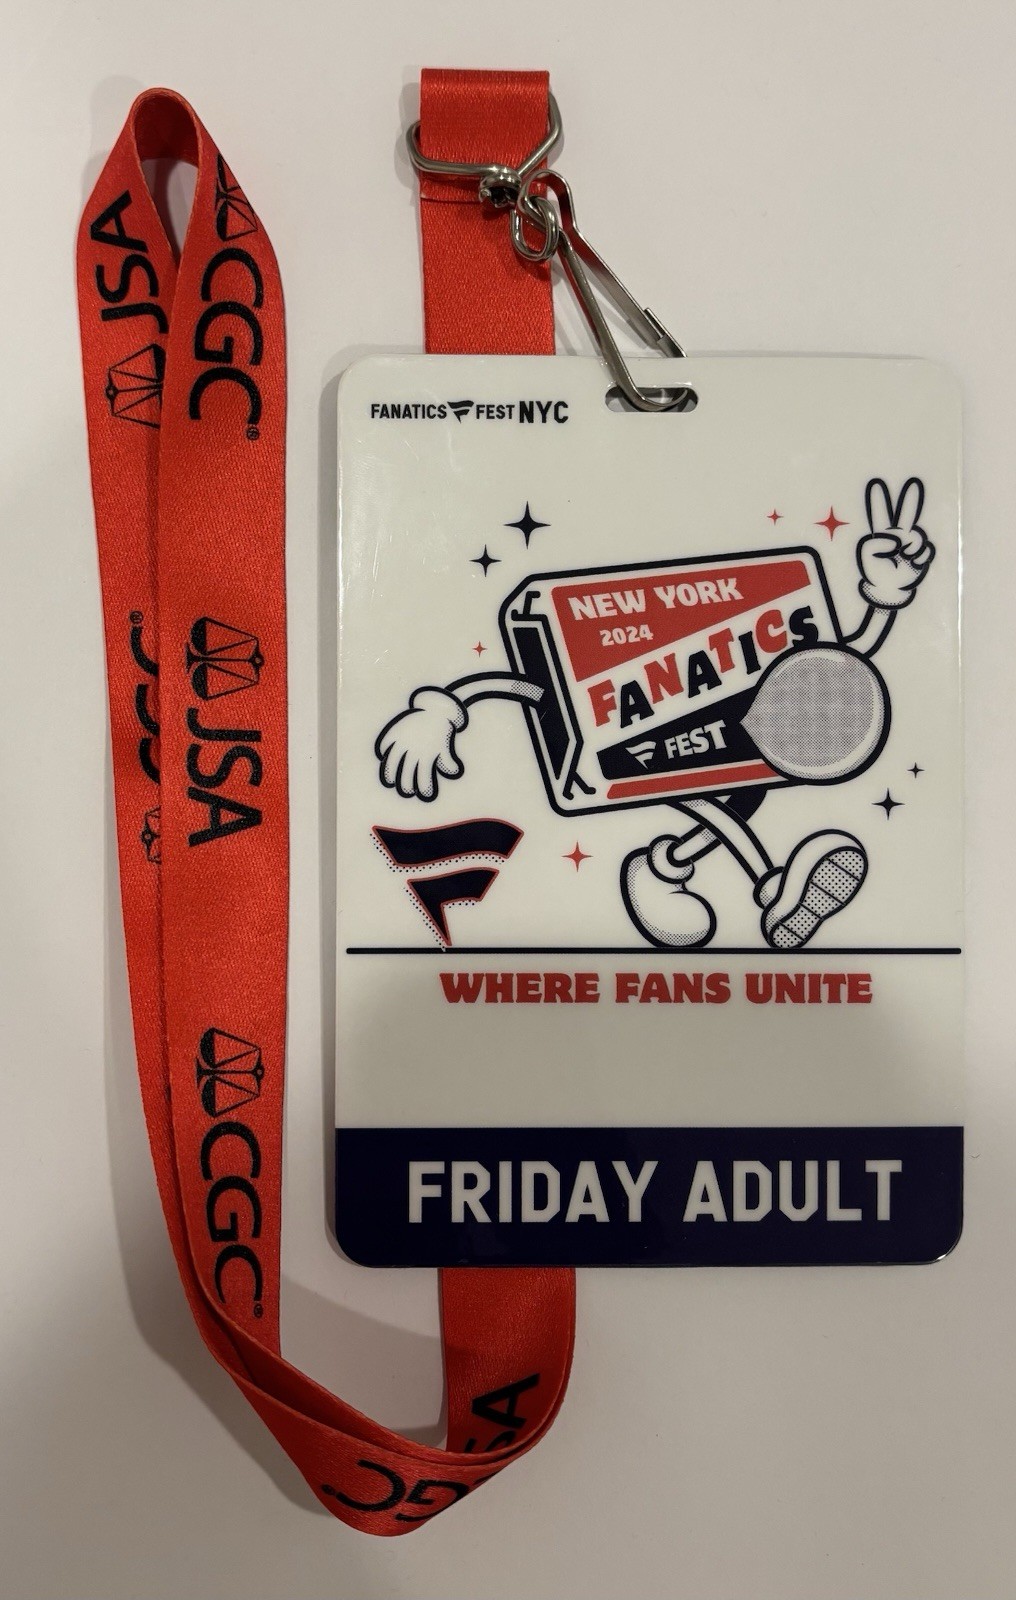 JSA
CGC®
CGC®
JSA
CGC®
JSA
CGC
FANATICS FEST NYC
NEW YORK
2024
FANATICS
FEST
WHERE FANS UNITE
FRIDAY ADULT